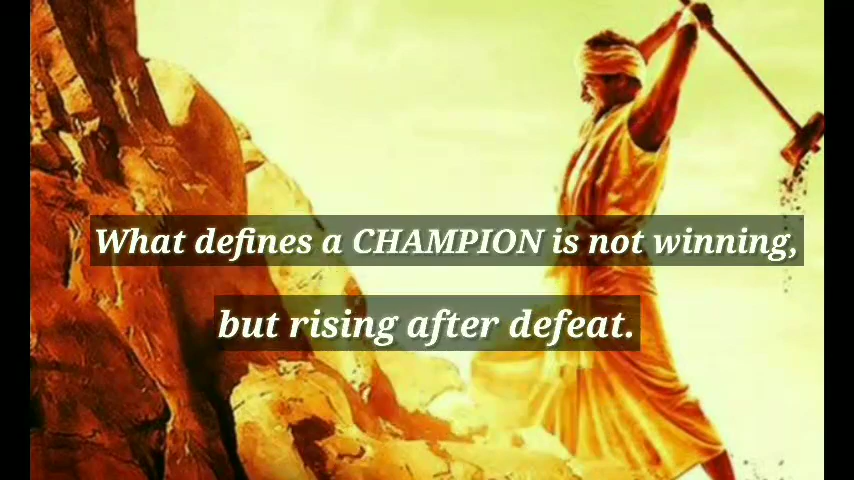 What defines a CHAMPION is not winning,
but rising after defeat.